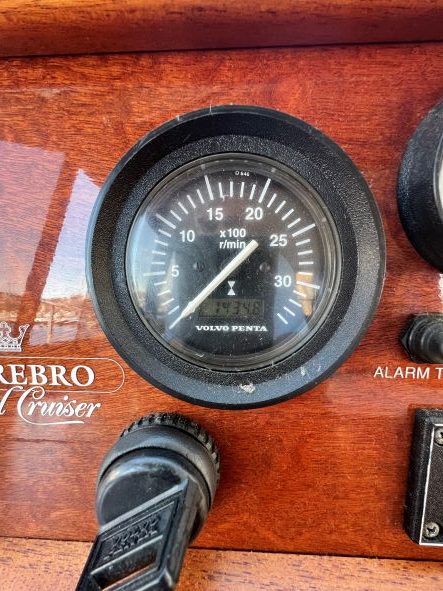 15 20
10 25
x100
r/min
5 30
VOLVO PENTA
REBRO
Cruiser
ALARM T